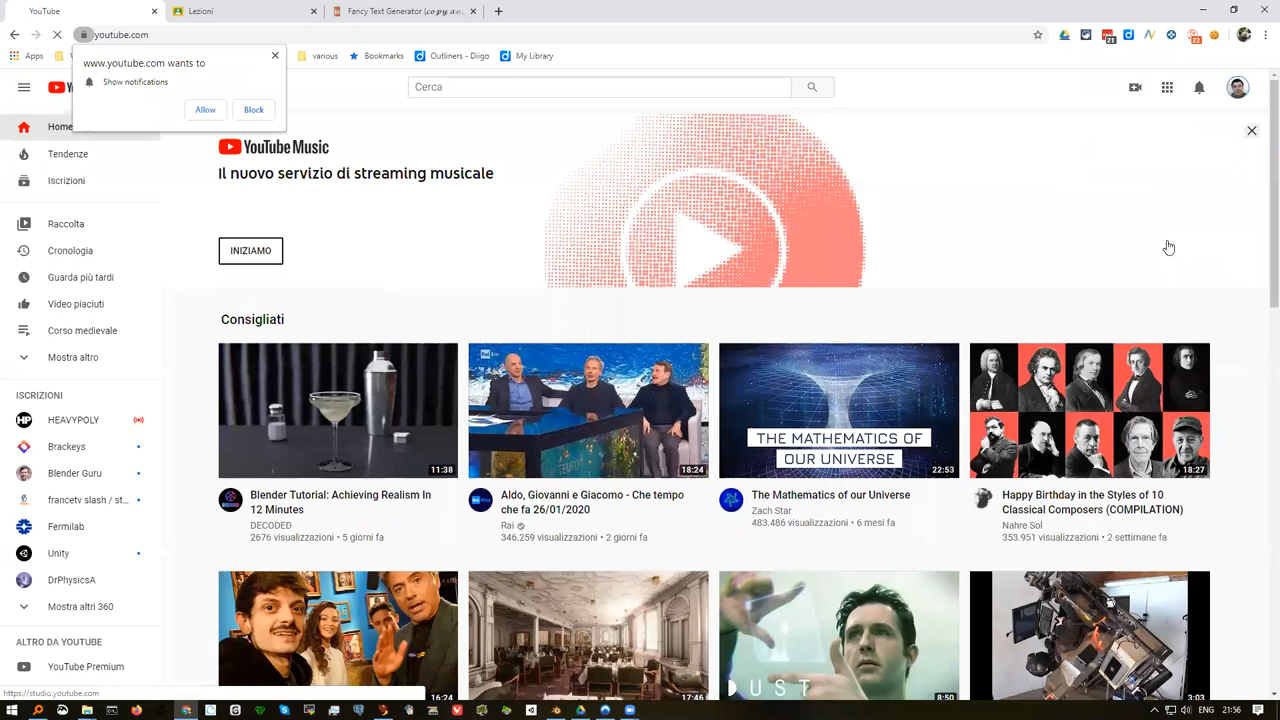 YouTube
Lezioni
Fancy Text Generator (copy and
youtube.com
Apps
various
Bookmarks
Outliners - Diigo
My Library
21
22
www.youtube.com wants to
Show notifications
Allow
Block
Cerca
Home
Tendenze
Iscrizioni
Raccolta
Cronologia
Guarda più tardi
Video piaciuti
Corso medievale
Mostra altro
ISCRIZIONI
HEAVYPOLY
Brackeys
Blender Guru
francetv slash / st...
Fermilab
Unity
DrPhysicsA
Mostra altri 360
ALTRO DA YOUTUBE
YouTube Premium
https://studio.youtube.com
YouTube Music
Il nuovo servizio di streaming musicale
INIZIAMO
Consigliati
11:38
Blender Tutorial: Achieving Realism In
12 Minutes
DECODED
2676 visualizzazioni • 5 giorni fa
18:24
Aldo, Giovanni e Giacomo - Che tempo
che fa 26/01/2020
Rai
346.259 visualizzazioni • 2 giorni fa
THE MATHEMATICS OF
OUR UNIVERSE
22:53
The Mathematics of our Universe
Zach Star
483.486 visualizzazioni • 6 mesi fa
18:27
Happy Birthday in the Styles of 10
Classical Composers (COMPILATION)
Nahre Sol
353.951 visualizzazioni • 2 settimane fa
16:24
17:46
DUST
8:50
3:03
ENG
21:56